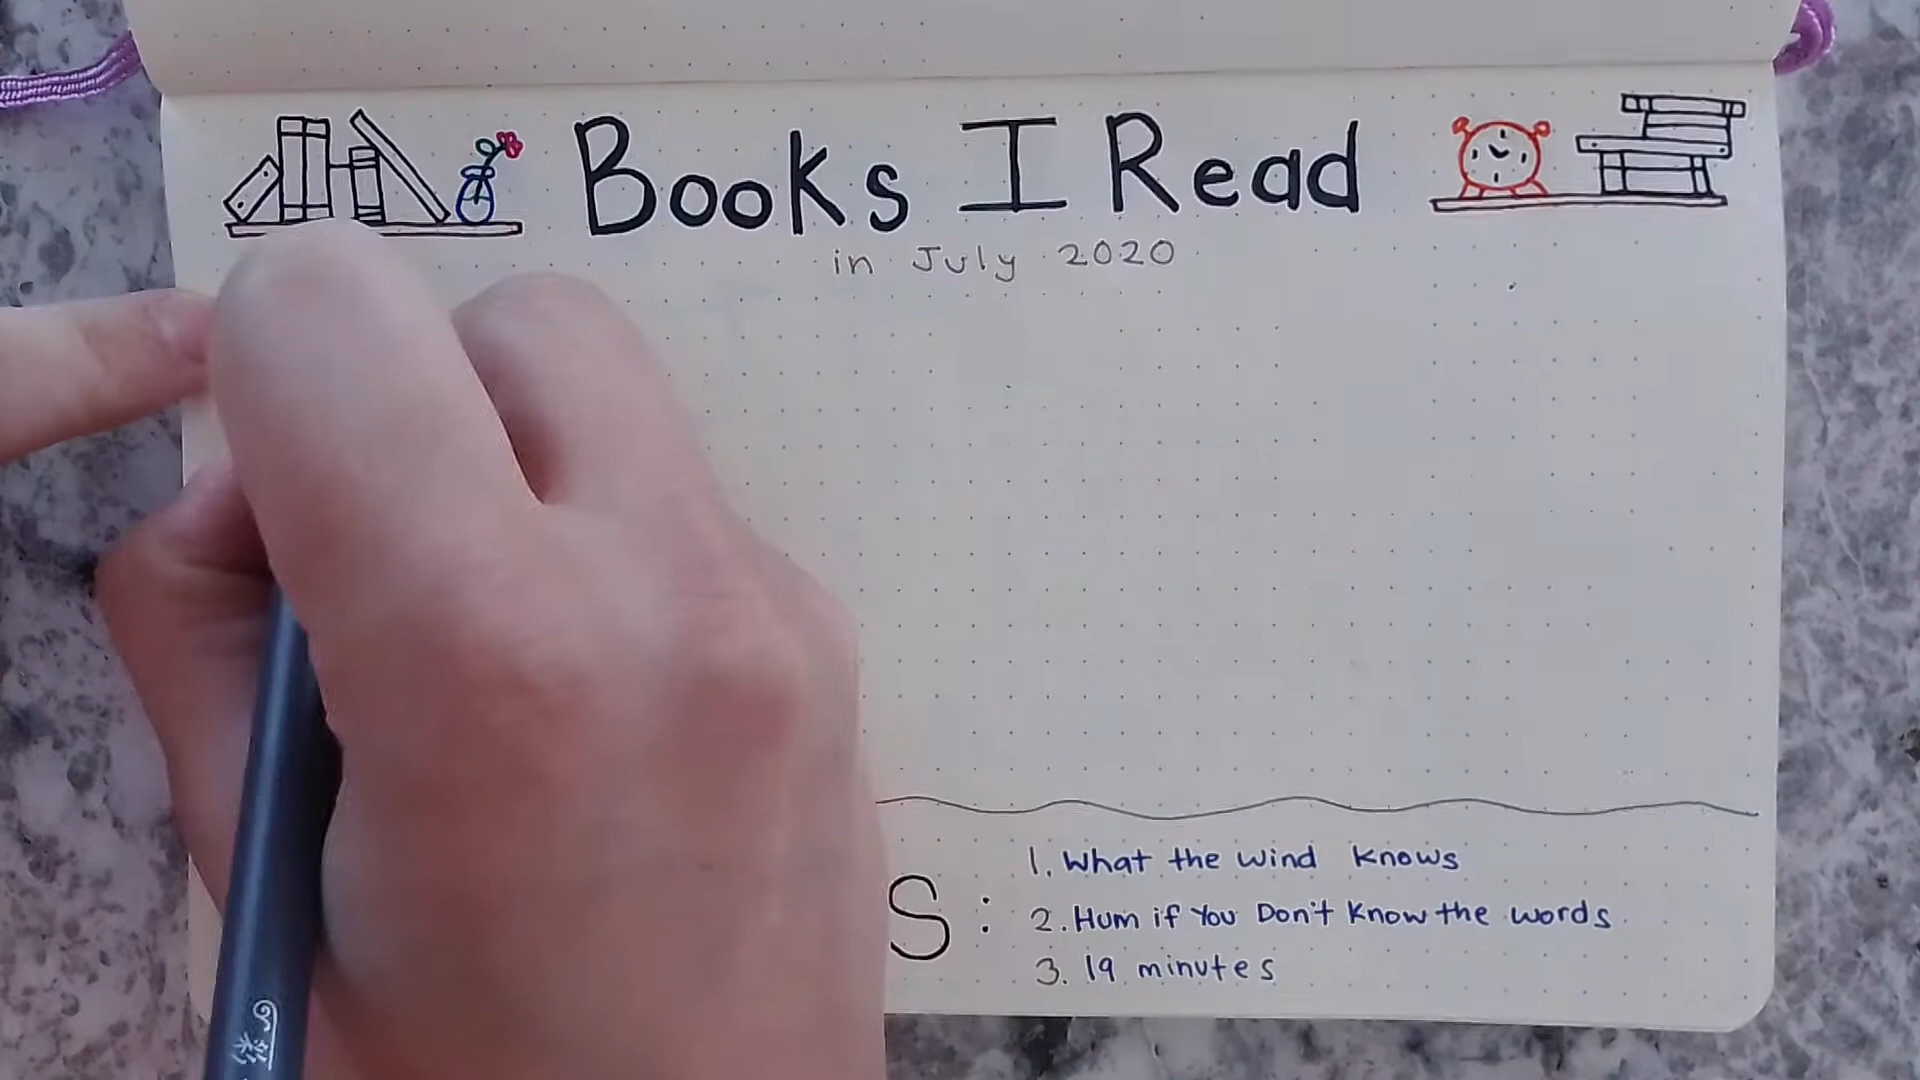 Books I Read
in July 2020
S:
1. What the wind knows
2. Hum if You Don't Know the words
3. 19 minutes